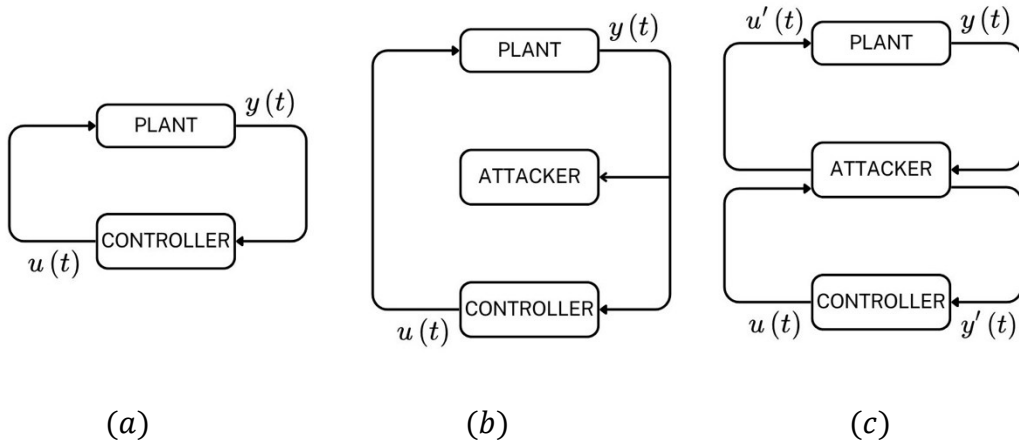 PLANT
y (t)
CONTROLLER
u (t)
(a)
PLANT
y (t)
ATTACKER
CONTROLLER
u (t)
(b)
u′ (t)
PLANT
y (t)
ATTACKER
CONTROLLER
u (t)
y′ (t)
(c)